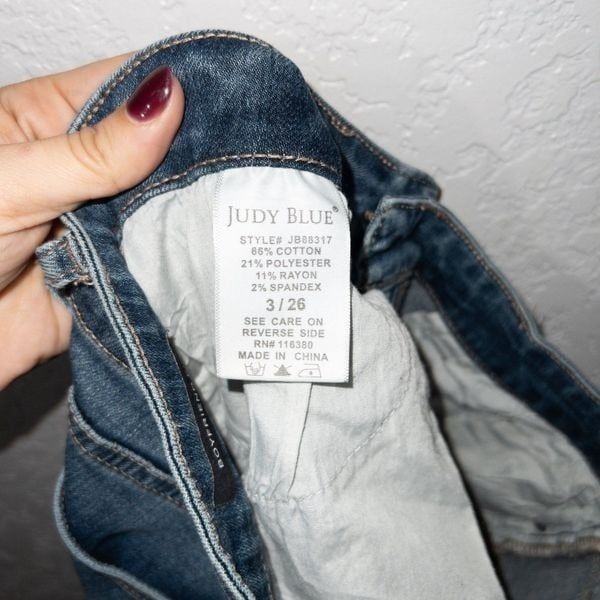 JUDY BLUE®
STYLE# JB88317
66% COTTON
21% POLYESTER
11% RAYON
2% SPANDEX
3 / 26
SEE CARE ON
REVERSE SIDE
RN# 116380
MADE IN CHINA
BOYFRIEND